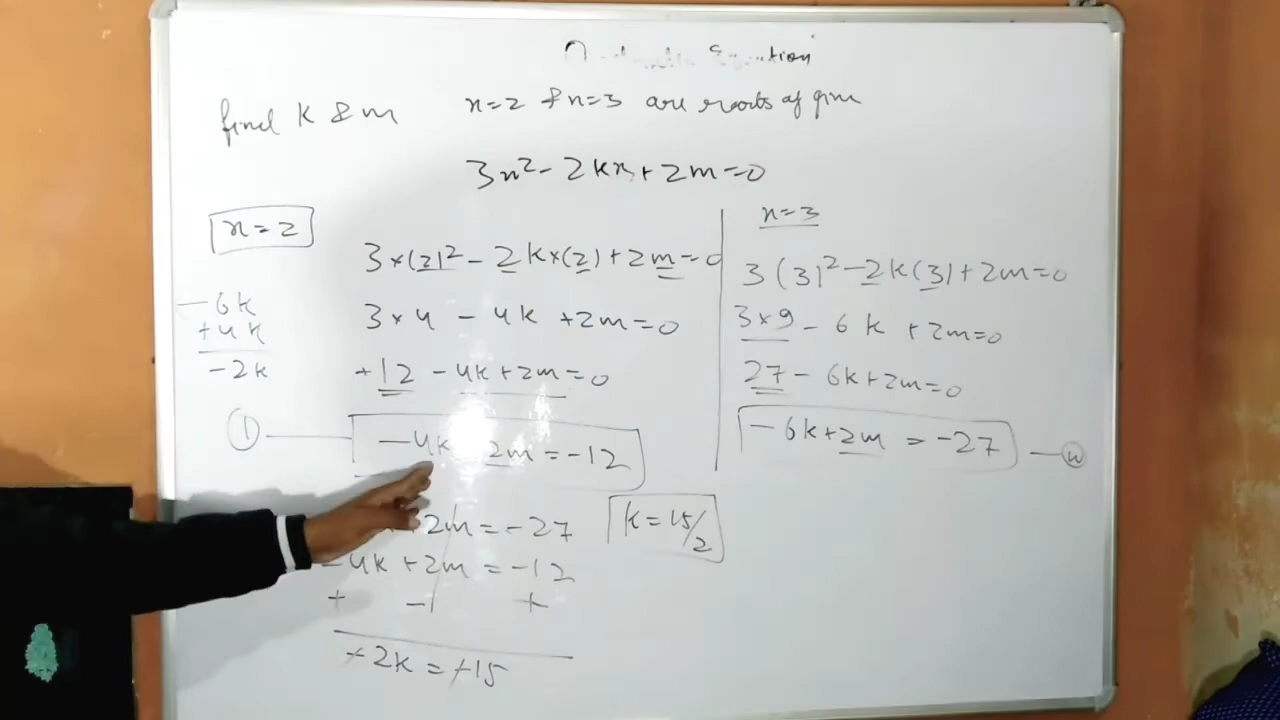 find k & m x=2 & x=3 are roots of
3x² - 2kx + 2m = 0
x = 2
3×(2)² - 2k×(2) + 2m = 0
3×4 - 4k + 2m = 0
+12 - 4k + 2m = 0
① -4k 2m = -12
-6k
+4k
-2k
x=3
3(3)² - 2k(3) + 2m = 0
3×9 - 6k + 2m = 0
27 - 6k + 2m = 0
-6k + 2m = -27
+2m = -27
-4k + 2m = -12
+ - +
-2k = -15
k = 15/2